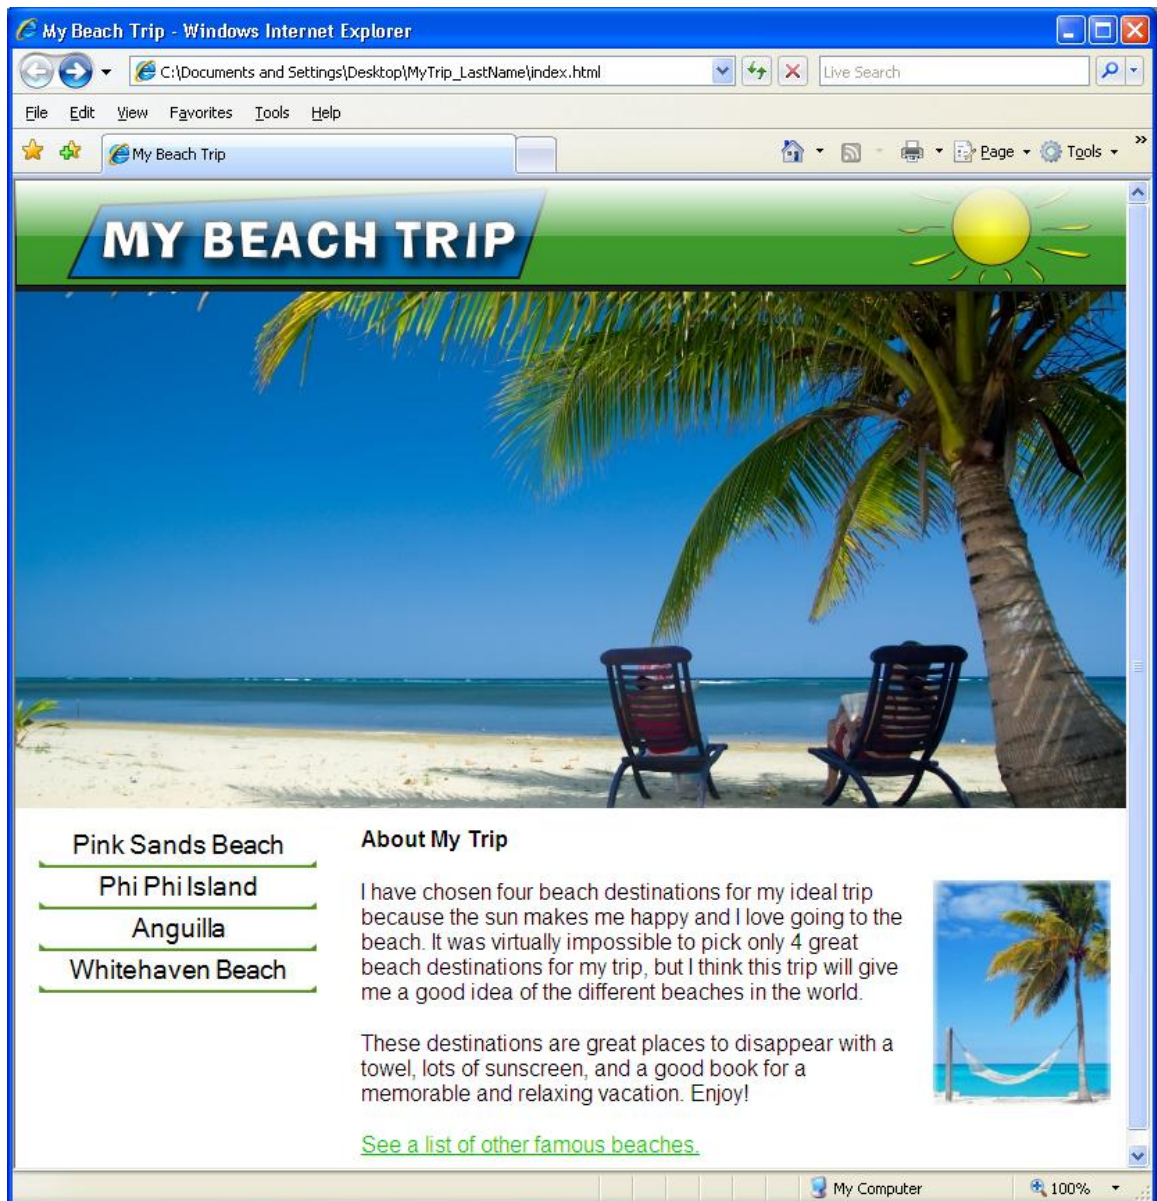 My Beach Trip - Windows Internet Explorer
C:\Documents and Settings\Desktop\MyTrip_LastName\index.html
Live Search
File Edit View Favorites Tools Help
My Beach Trip
Page Tools »
MY BEACH TRIP
Pink Sands Beach
Phi Phi Island
Anguilla
Whitehaven Beach
About My Trip
I have chosen four beach destinations for my ideal trip
because the sun makes me happy and I love going to the
beach. It was virtually impossible to pick only 4 great
beach destinations for my trip, but I think this trip will give
me a good idea of the different beaches in the world.
These destinations are great places to disappear with a
towel, lots of sunscreen, and a good book for a
memorable and relaxing vacation. Enjoy!
See a list of other famous beaches.
My Computer
100%